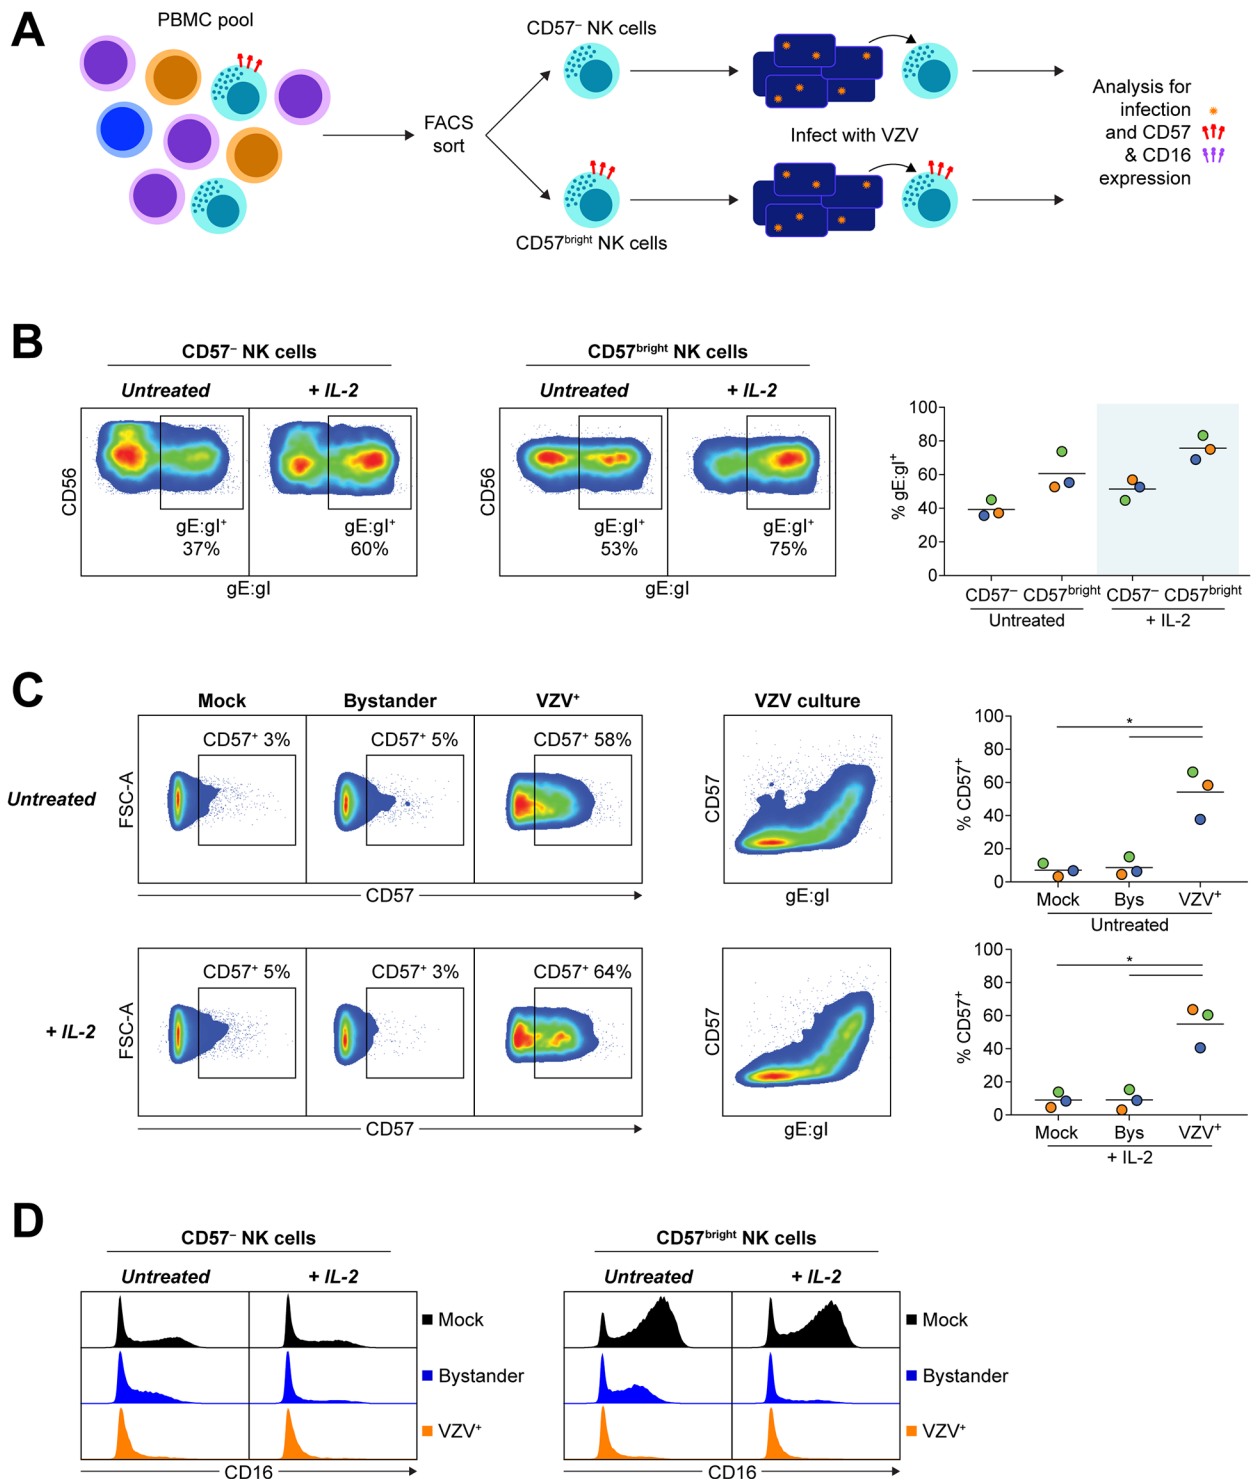 A
PBMC pool
FACS
sort
CD57⁻ NK cells
CD57bright NK cells
Infect with VZV
Analysis for
infection
and CD57
& CD16
expression
B
CD57⁻ NK cells
Untreated
+ IL-2
CD56
gE:gI⁺
37%
gE:gI⁺
60%
gE:gI
CD57bright NK cells
Untreated
+ IL-2
CD56
gE:gI⁺
53%
gE:gI⁺
75%
gE:gI
% gE:gI⁺
100
80
60
40
20
0
CD57⁻ CD57bright CD57⁻ CD57bright
Untreated
+ IL-2
C
Mock
Bystander
VZV⁺
VZV culture
Untreated
FSC-A
CD57⁺ 3%
CD57⁺ 5%
CD57⁺ 58%
CD57
CD57
gE:gI
% CD57⁺
100
80
60
40
20
0
*
Mock
Bys
VZV⁺
Untreated
+ IL-2
FSC-A
CD57⁺ 5%
CD57⁺ 3%
CD57⁺ 64%
CD57
CD57
gE:gI
% CD57⁺
100
80
60
40
20
0
*
Mock
Bys
VZV⁺
+ IL-2
D
CD57⁻ NK cells
Untreated
+ IL-2
Mock
Bystander
VZV⁺
CD16
CD57bright NK cells
Untreated
+ IL-2
Mock
Bystander
VZV⁺
CD16